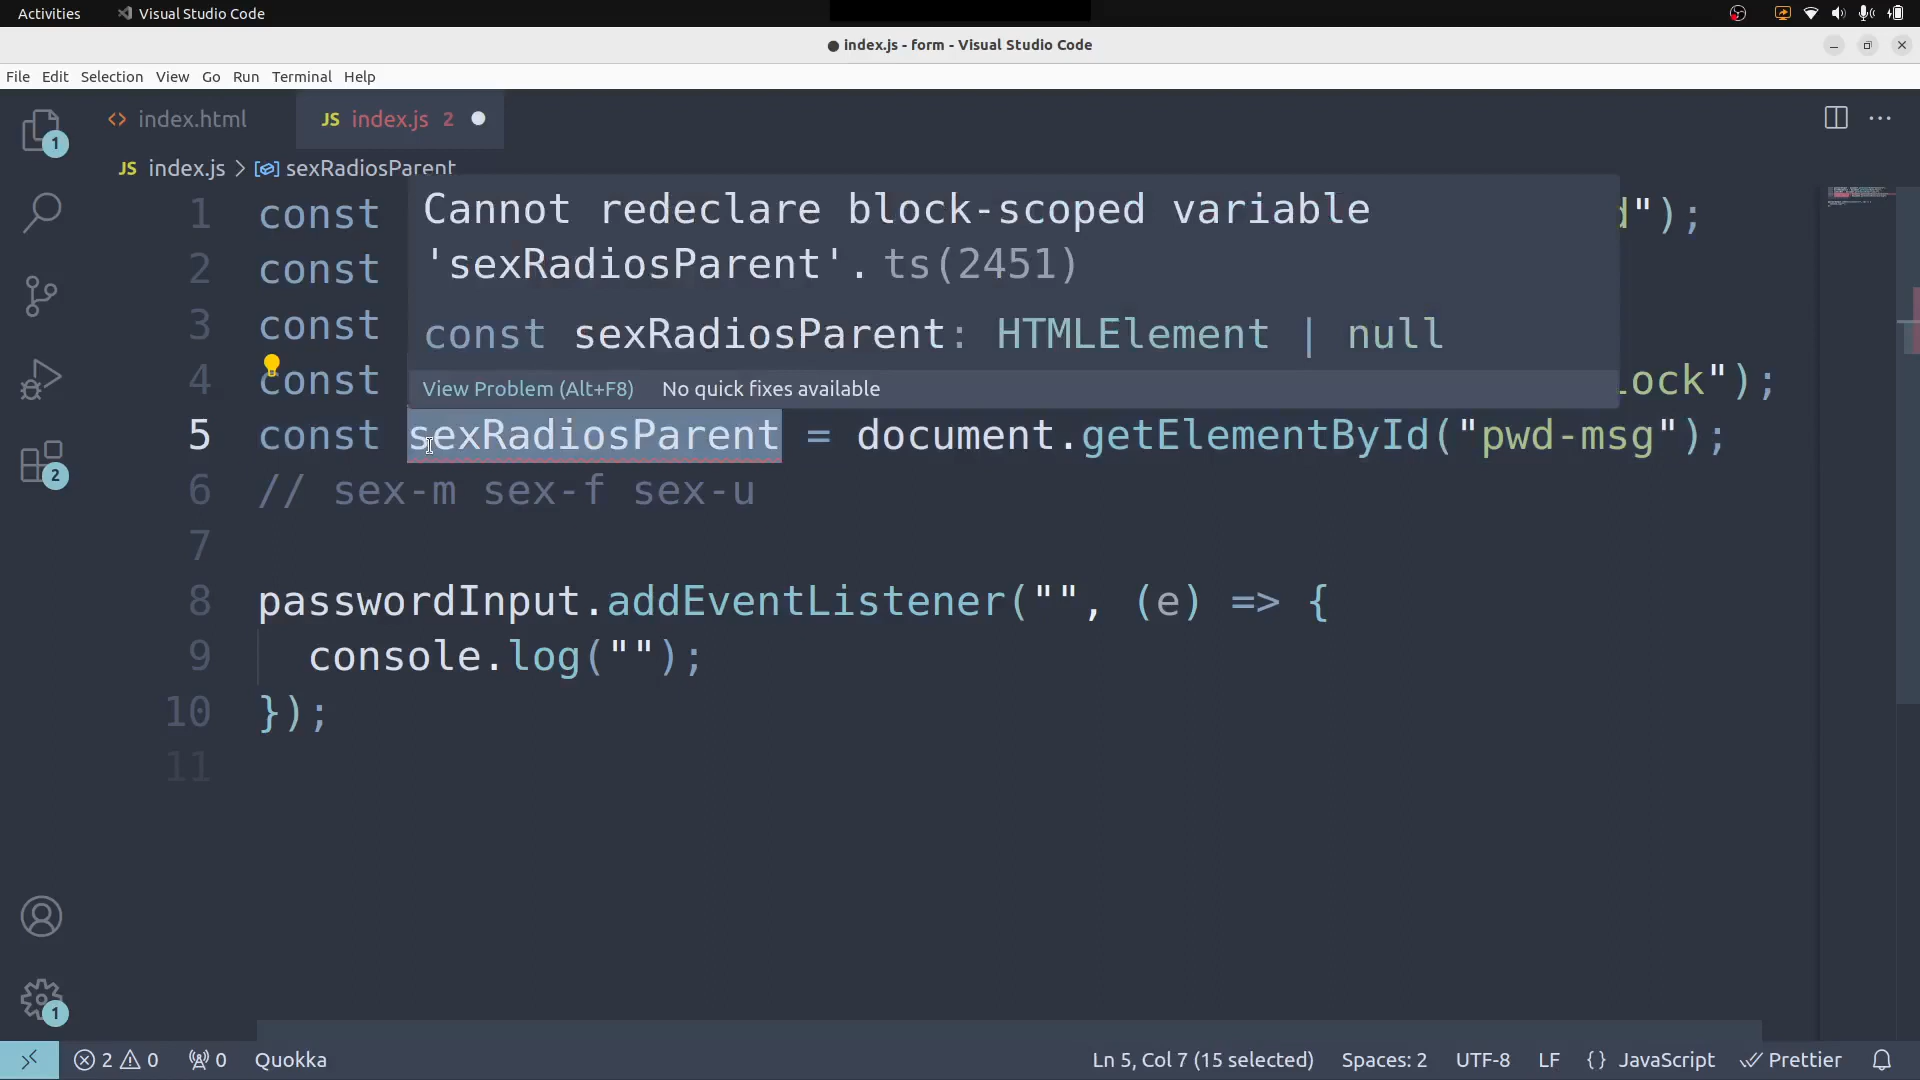 Activities Visual Studio Code
index.js - form - Visual Studio Code
File Edit Selection View Go Run Terminal Help
1
<> index.html JS index.js 2
JS index.js > sexRadiosParent
1 const d");
2 const
3 const
4 const lock");
Cannot redeclare block-scoped variable
'sexRadiosParent'. ts(2451)
const sexRadiosParent: HTMLElement | null
View Problem (Alt+F8) No quick fixes available
5 const sexRadiosParent = document.getElementById("pwd-msg");
2
6 // sex-m sex-f sex-u
7
8 passwordInput.addEventListener("", (e) => {
9 console.log("");
10 });
11
1
2 0 0 Quokka Ln 5, Col 7 (15 selected) Spaces: 2 UTF-8 LF {} JavaScript Prettier